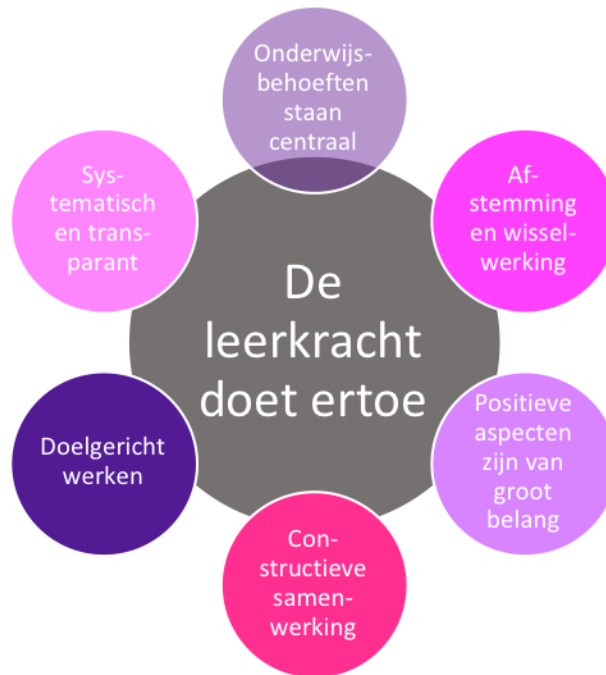 Onderwijs-
behoeften
staan
centraal
Af-
stemming
en wissel-
werking
Positieve
aspecten
zijn van
groot
belang
Con-
structieve
samen-
werking
Doelgericht
werken
Sys-
tematisch
en trans-
parant
De
leerkracht
doet ertoe